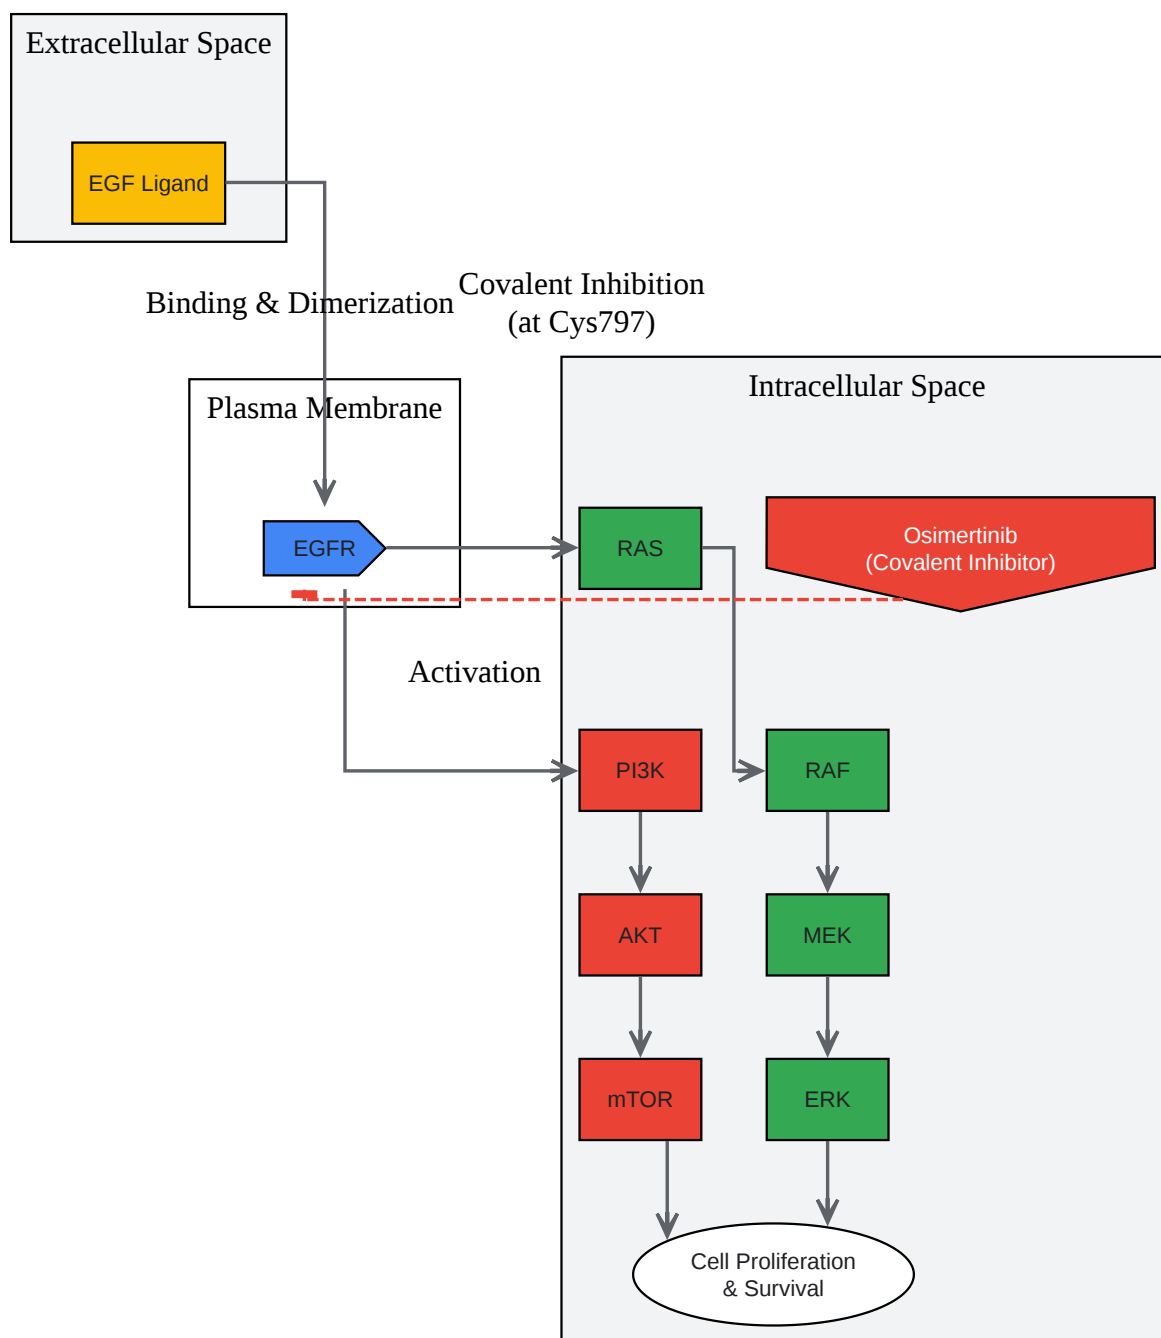 Extracellular Space
EGF Ligand
Binding & Dimerization
Covalent Inhibition
(at Cys797)
Plasma Membrane
Intracellular Space
EGFR
RAS
Osimertinib
(Covalent Inhibitor)
Activation
PI3K
RAF
AKT
MEK
mTOR
ERK
Cell Proliferation
& Survival